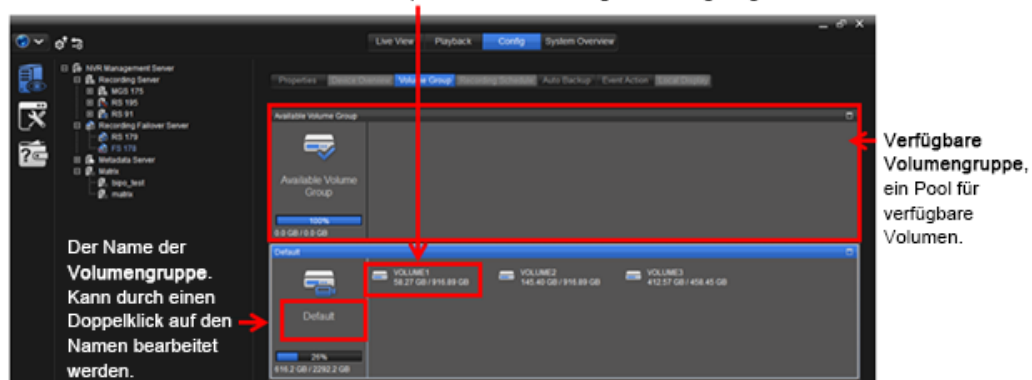 Live View Playback Config System Overview
NVR Management Server
Recording Server
MGS 175
RS 195
RS 91
Recording Failover Server
RS 179
FS 178
Metadata Server
Matrix
bipo_test
matrix
Properties Device Overview Volume Group Recording Schedule Auto Backup Event Action Local Display
Available Volume Group
Available Volume
Group
100%
0.0 GB / 0.0 GB
Default
VOLUME1
58.27 GB / 916.89 GB
VOLUME2
145.40 GB / 916.89 GB
VOLUME3
412.57 GB / 458.45 GB
Default
26%
616.2 GB / 2292.2 GB
Der Name der
Volumengruppe.
Kann durch einen
Doppelklick auf den
Namen bearbeitet
werden.
Verfügbare
Volumengruppe,
ein Pool für
verfügbare
Volumen.